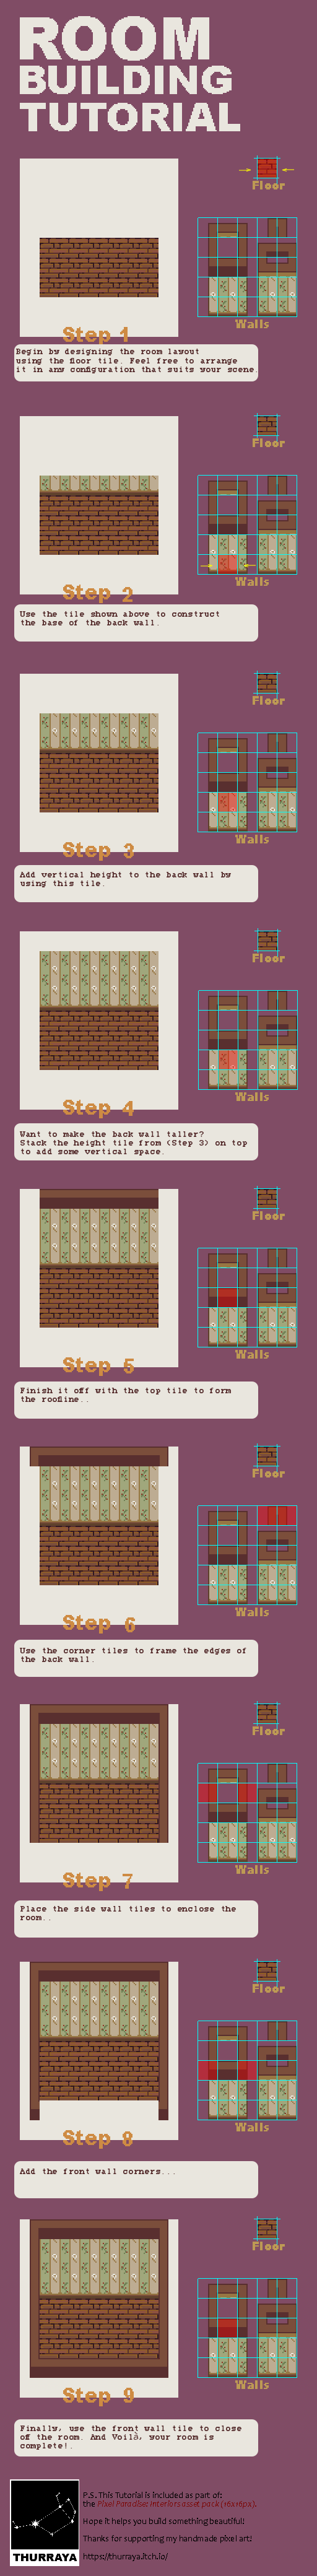 ROOM
BUILDING
TUTORIAL
Floor
Walls
Step 1
Begin by designing the room layout
using the floor tile. Feel free to arrange
it in any configuration that suits your scene.
Floor
Walls
Step 2
Use the tile shown above to construct
the base of the back wall.
Floor
Walls
Step 3
Add vertical height to the back wall by
using this tile.
Floor
Walls
Step 4
Want to make the back wall taller?
Stack the height tile from (Step 3) on top
to add some vertical space.
Floor
Walls
Step 5
Finish it off with the top tile to form
the roofline..
Floor
Walls
Step 6
Use the corner tiles to frame the edges of
the back wall.
Floor
Walls
Step 7
Place the side wall tiles to enclose the
room..
Floor
Walls
Step 8
Add the front wall corners...
Floor
Walls
Step 9
Finally, use the front wall tile to close
off the room. And Voilà, your room is
complete!.
P.S. This Tutorial is included as part of:
the Pixel Paradise: Interiors asset pack (16x16px).
Hope it helps you build something beautiful!
Thanks for supporting my handmade pixel art!
THURRAYA
https://thurraya.itch.io/